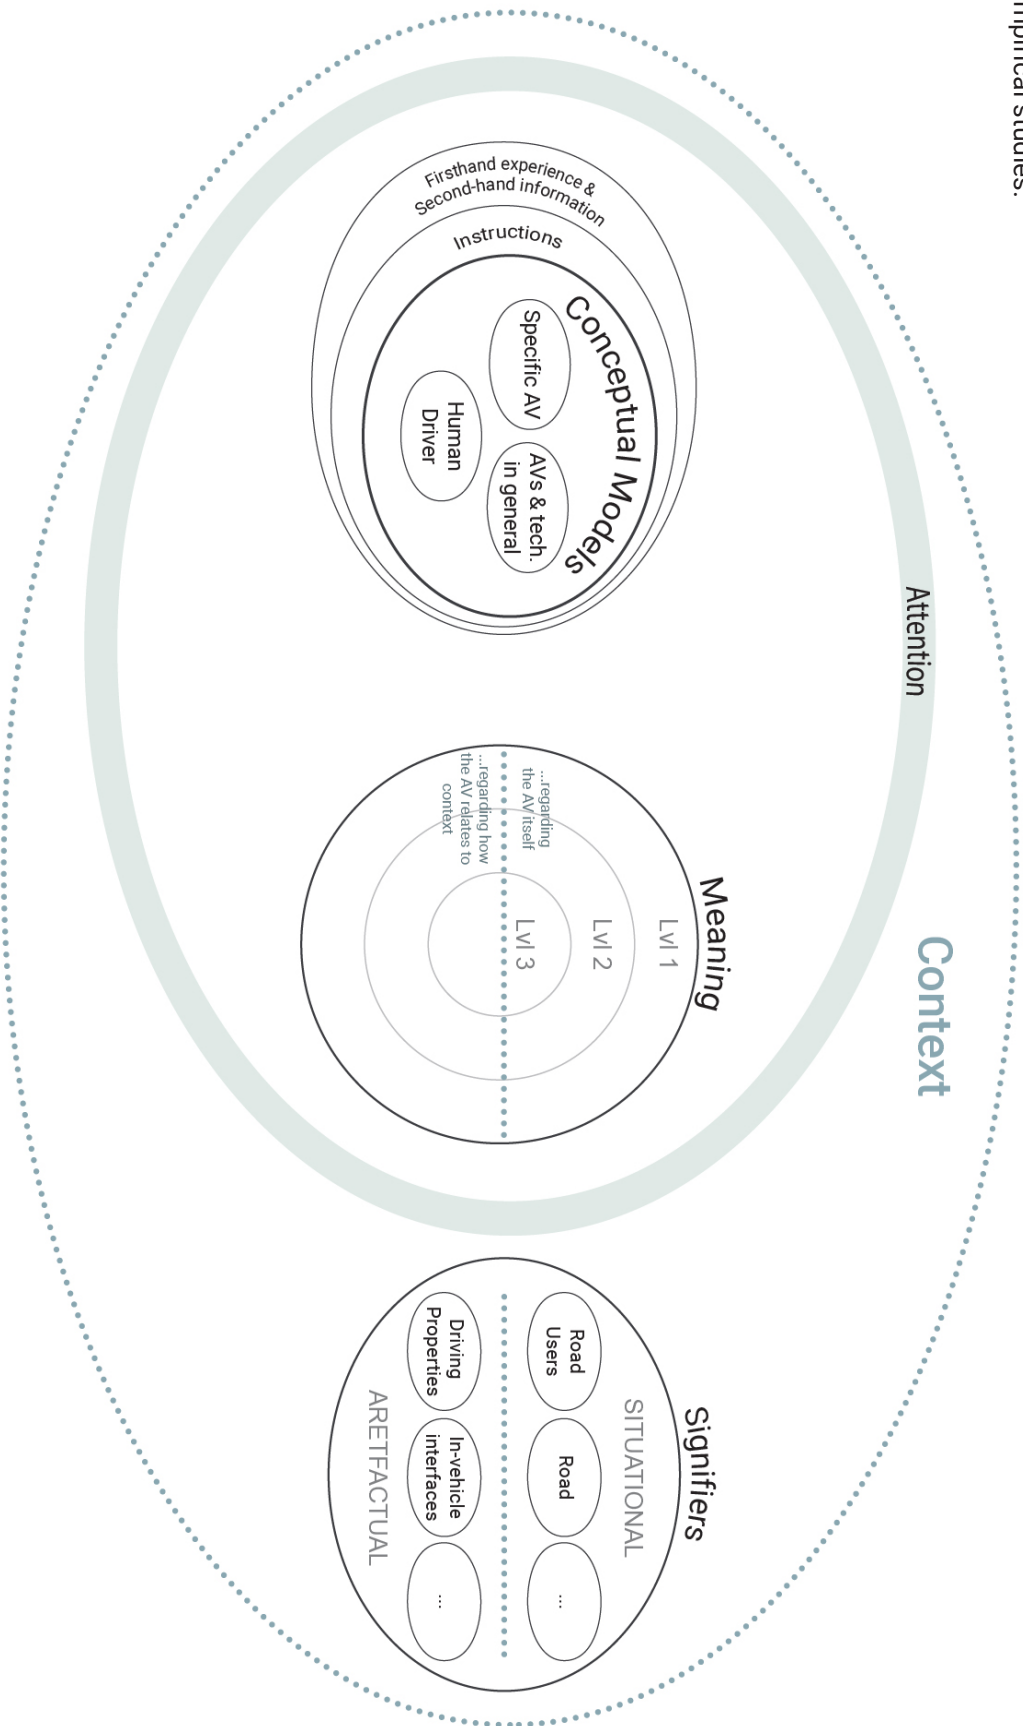 mpirical studies.
Context
Attention
Firsthand experience &
Second-hand information
Instructions
Conceptual Models
Specific AV
AVs & tech.
in general
Human
Driver
Meaning
Lvl 1
Lvl 2
Lvl 3
...regarding
the AV itself
...regarding how
the AV relates to
context
Signifiers
SITUATIONAL
Road
Users
Road
...
Driving
Properties
In-vehicle
interfaces
...
ARETFACTUAL